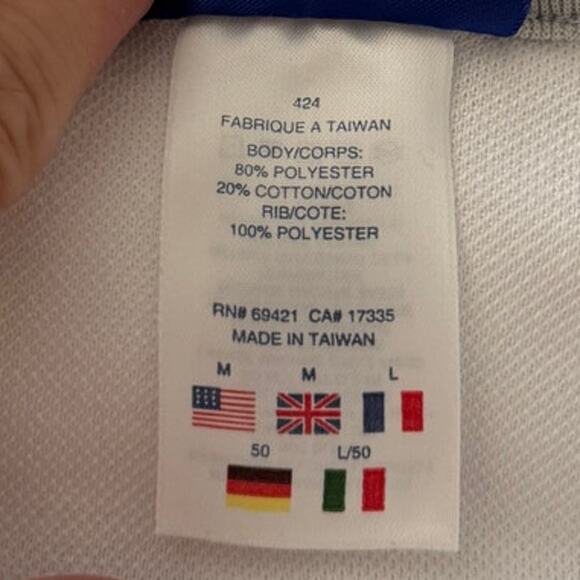 424
FABRIQUE A TAIWAN
BODY/CORPS:
80% POLYESTER
20% COTTON/COTON
RIB/COTE:
100% POLYESTER
RN# 69421 CA# 17335
MADE IN TAIWAN
M M L
50 L/50